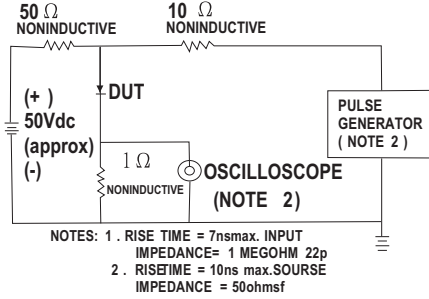 50 Ω
NONINDUCTIVE
10 Ω
NONINDUCTIVE
DUT
(+ )
50Vdc
(approx)
(-)
1 Ω
NONINDUCTIVE
OSCILLOSCOPE
(NOTE 2)
PULSE
GENERATOR
( NOTE 2 )
NOTES: 1 . RISE TIME = 7nsmax. INPUT
IMPEDANCE= 1 MEGOHM 22p
2 . RISETIME = 10ns max.SOURSE
IMPEDANCE = 50ohmsf